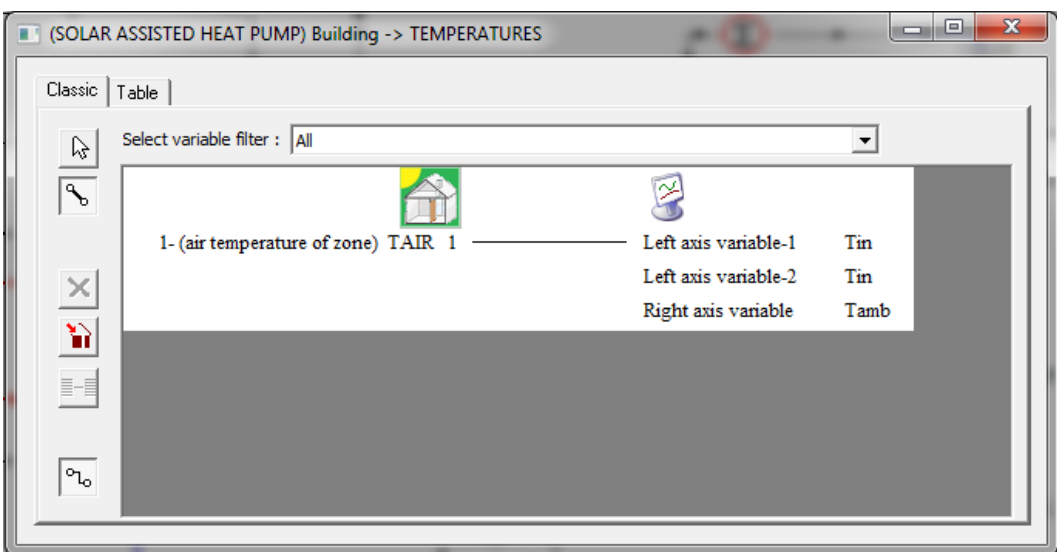 (SOLAR ASSISTED HEAT PUMP) Building -> TEMPERATURES
Classic Table
Select variable filter : All
1- (air temperature of zone) TAIR 1 Left axis variable-1 Tin
Left axis variable-2 Tin
Right axis variable Tamb